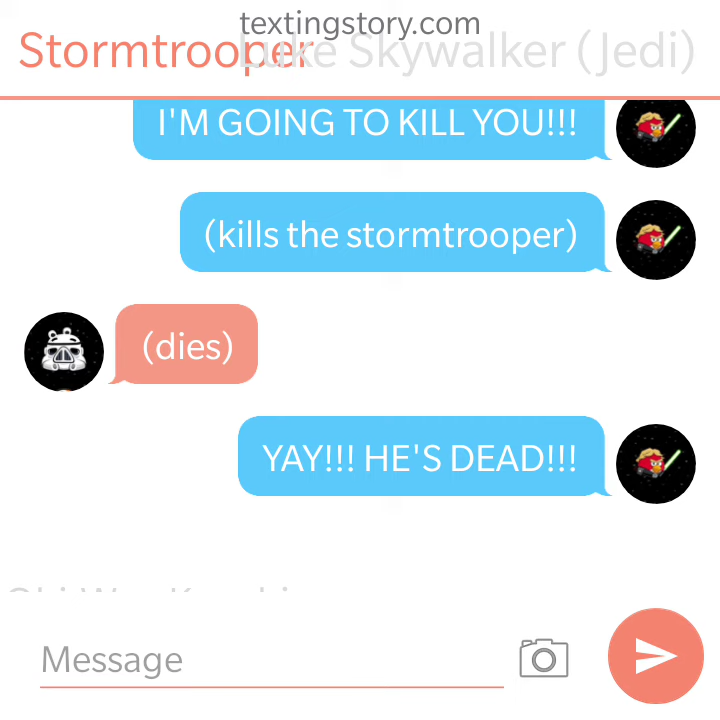 textingstory.com
Stormtrooper Luke Skywalker (Jedi)
I'M GOING TO KILL YOU!!!
(kills the stormtrooper)
(dies)
YAY!!! HE'S DEAD!!!
Message